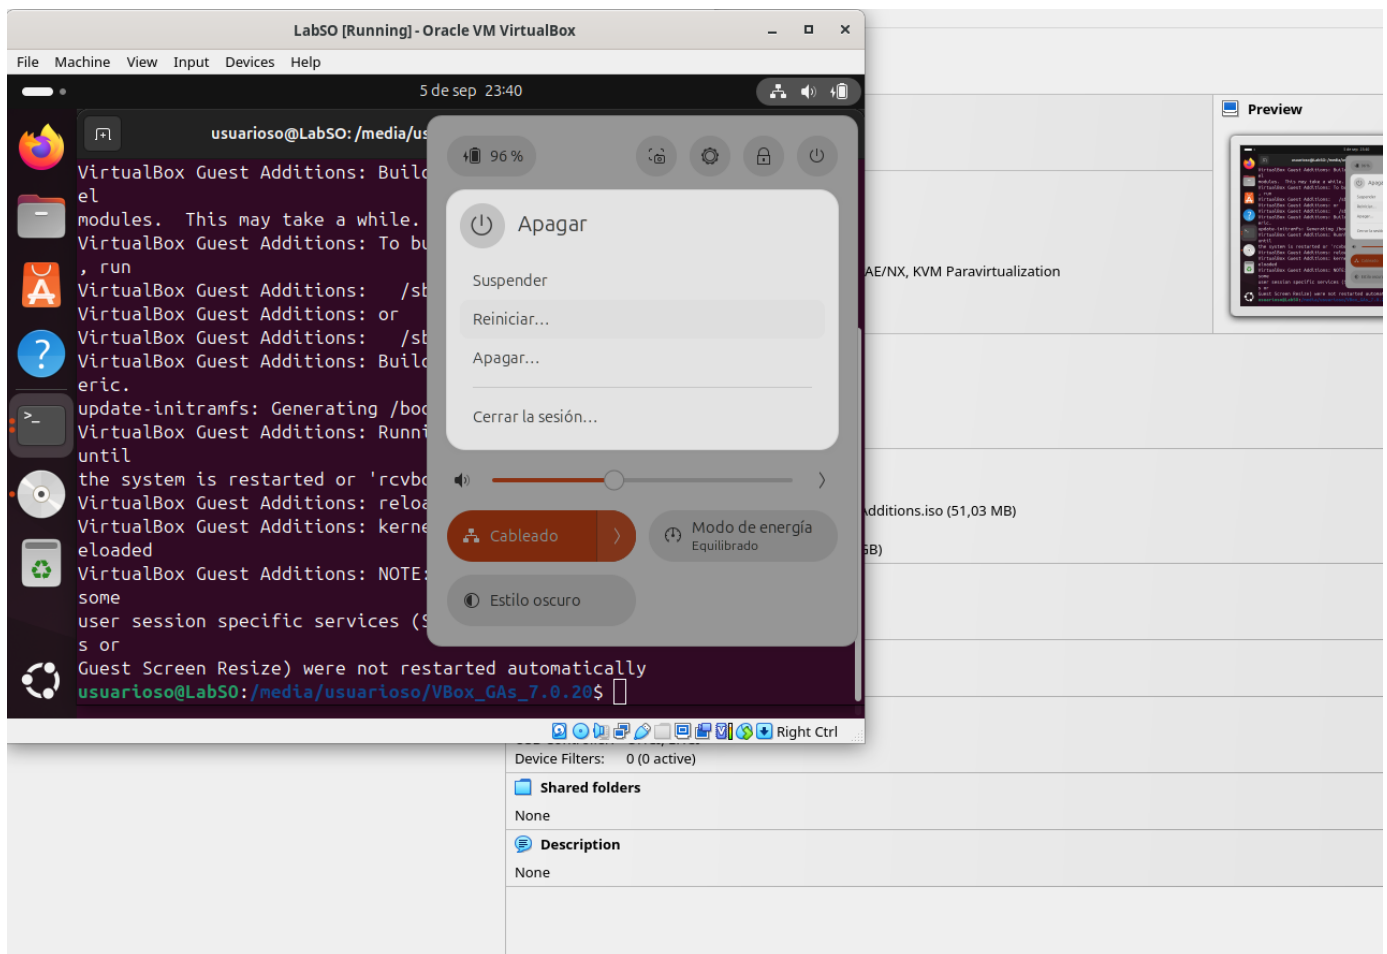 LabSO [Running] - Oracle VM VirtualBox
File Machine View Input Devices Help
5 de sep 23:40
usuarioso@LabSO: /media/us
VirtualBox Guest Additions: Build
el
modules. This may take a while.
VirtualBox Guest Additions: To bu
, run
VirtualBox Guest Additions: /sb
VirtualBox Guest Additions: or
VirtualBox Guest Additions: /sb
VirtualBox Guest Additions: Build
eric.
update-initramfs: Generating /boo
VirtualBox Guest Additions: Runni
until
the system is restarted or 'rcvbo
VirtualBox Guest Additions: reloa
VirtualBox Guest Additions: kerne
eloaded
VirtualBox Guest Additions: NOTE:
some
user session specific services (S
s or
Guest Screen Resize) were not restarted automatically
usuarioso@LabSO:/media/usuarioso/VBox_GAs_7.0.20$
96 %
Apagar
Suspender
Reiniciar...
Apagar...
Cerrar la sesión...
Cableado
Modo de energía
Equilibrado
Estilo oscuro
Right Ctrl
Preview
AE/NX, KVM Paravirtualization
Additions.iso (51,03 MB)
GB)
Device Filters: 0 (0 active)
Shared folders
None
Description
None